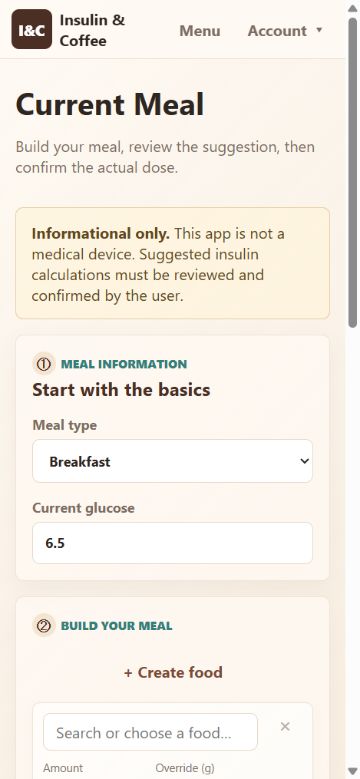 I&C
Insulin &
Coffee
Menu
Account
Current Meal
Build your meal, review the suggestion, then
confirm the actual dose.
Informational only. This app is not a
medical device. Suggested insulin
calculations must be reviewed and
confirmed by the user.
① MEAL INFORMATION
Start with the basics
Meal type
Breakfast
Current glucose
6.5
② BUILD YOUR MEAL
+ Create food
Search or choose a food...
×
Amount
Override (g)